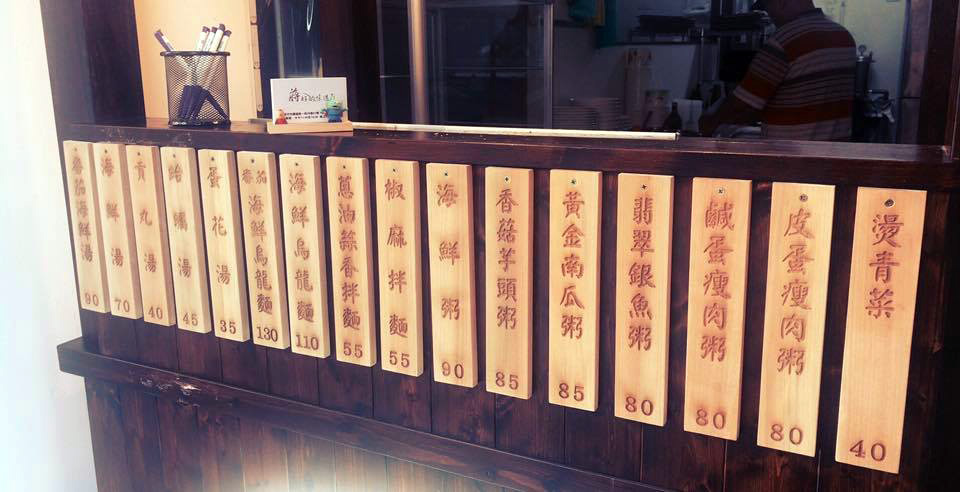 番茄海鮮湯 90
海鮮湯 70
貢丸湯 40
蛤蠣湯 45
蛋花湯 35
番茄海鮮烏龍麵 130
海鮮烏龍麵 110
蔥油絲香拌麵 55
椒麻拌麵 55
海鮮粥 90
香菇芋頭粥 85
黃金南瓜粥 85
翡翠銀魚粥 80
鹹蛋瘦肉粥 80
皮蛋瘦肉粥 80
燙青菜 40